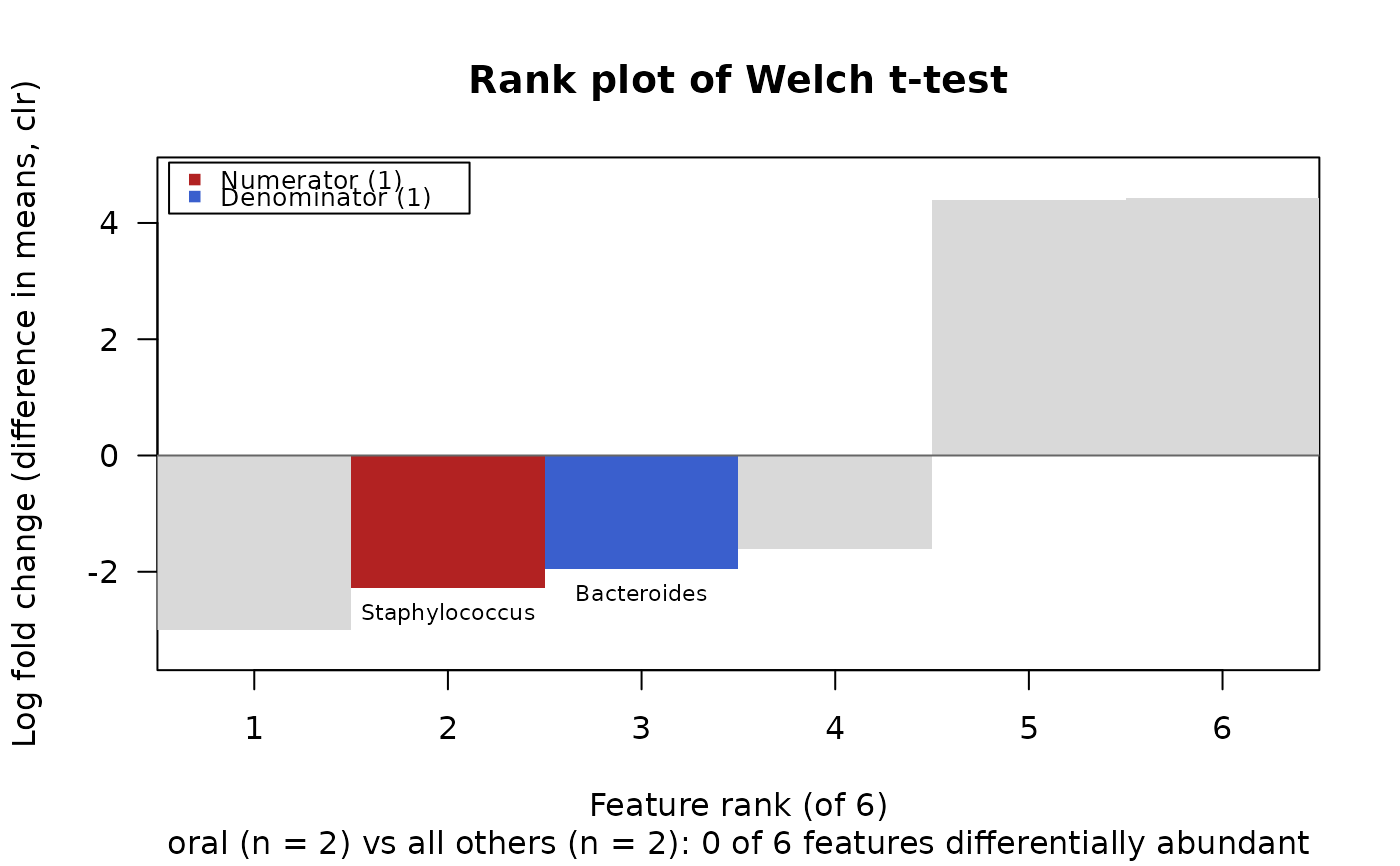 Rank plot of Welch t-test
Log fold change (difference in means, clr)
Numerator (1)
Denominator (1)
4
2
0
-2
Staphylococcus
Bacteroides
1 2 3 4 5 6
Feature rank (of 6)
oral (n = 2) vs all others (n = 2): 0 of 6 features differentially abundant